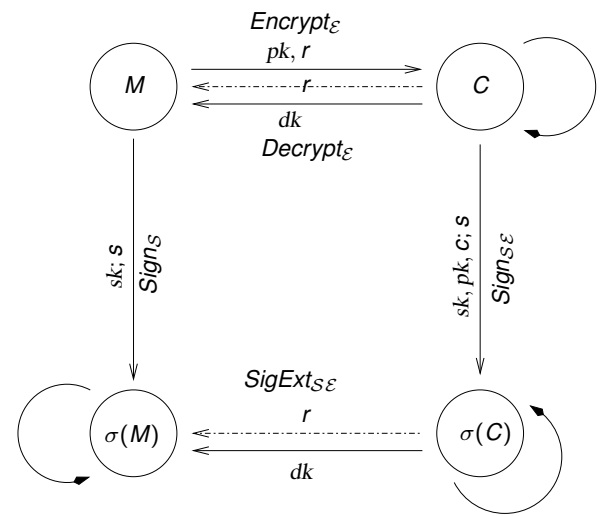 Encrypt_ℰ
pk, r
M
r
C
dk
Decrypt_ℰ
sk; s
Sign_𝒮
sk, pk, c; s
Sign_𝒮ℰ
SigExt_𝒮ℰ
σ(M)
r
σ(C)
dk